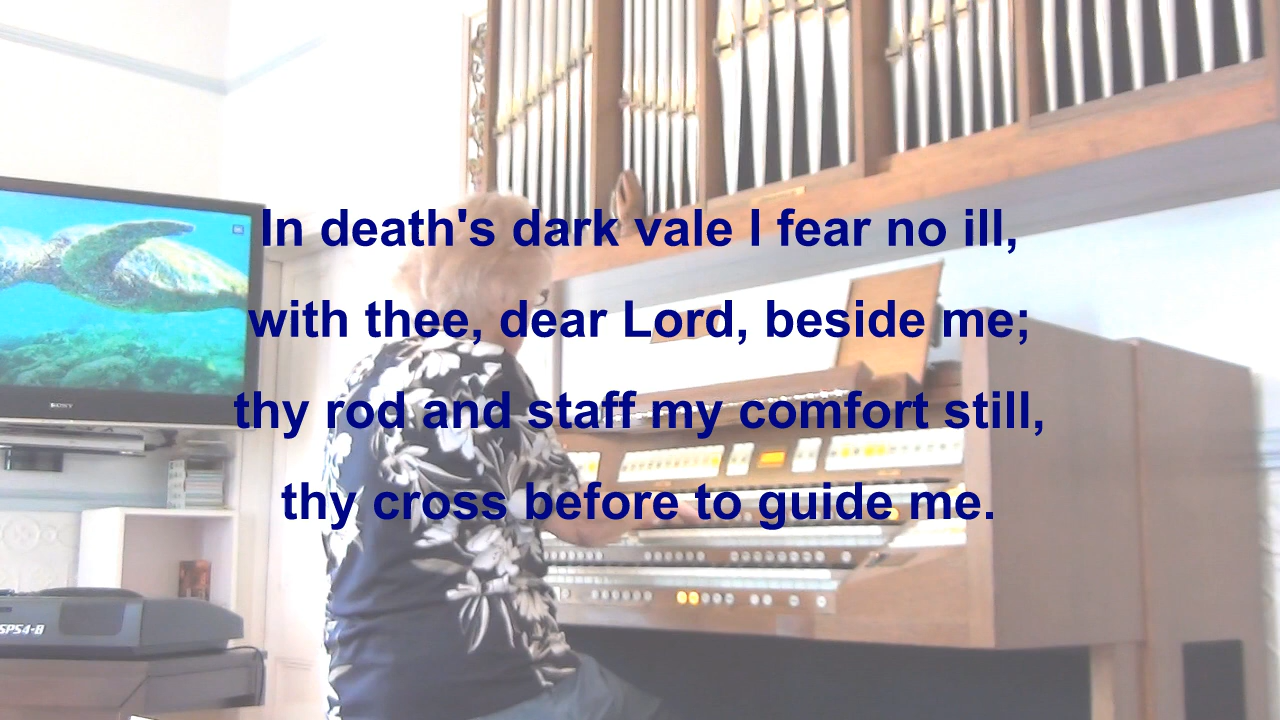 In death's dark vale I fear no ill,
with thee, dear Lord, beside me;
thy rod and staff my comfort still,
thy cross before to guide me.
SONY
SPS4-8